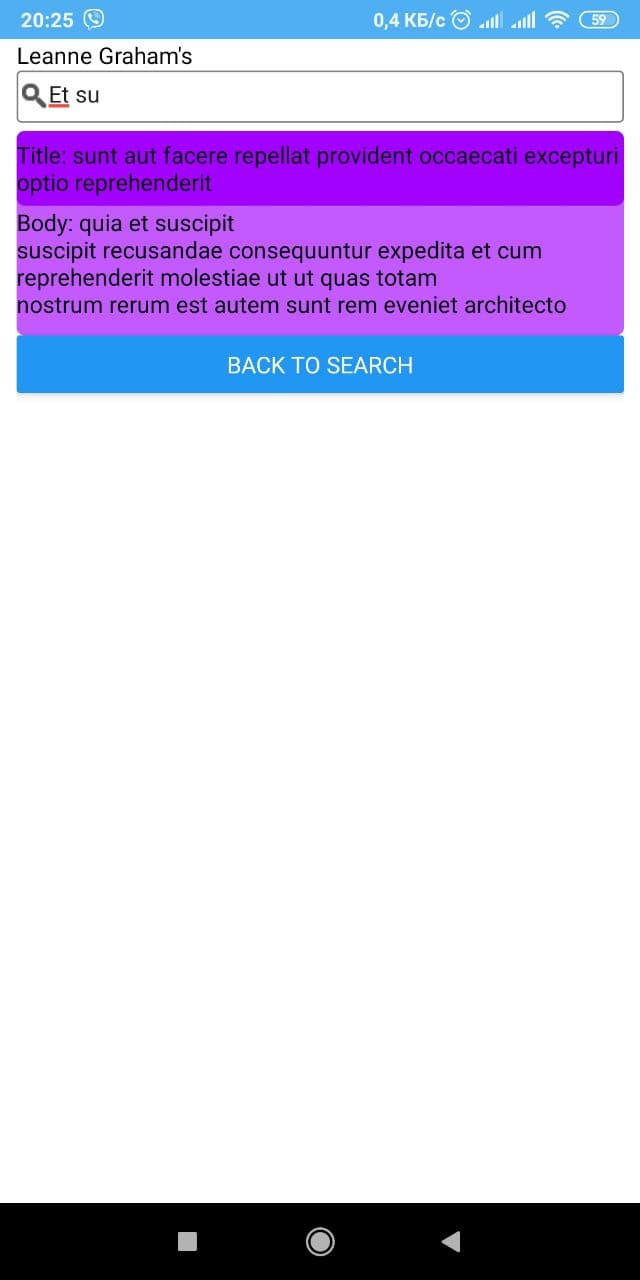 20:25 0,4 КБ/с 59
Leanne Graham's
Et su
Title: sunt aut facere repellat provident occaecati excepturi
optio reprehenderit
Body: quia et suscipit
suscipit recusandae consequuntur expedita et cum
reprehenderit molestiae ut ut quas totam
nostrum rerum est autem sunt rem eveniet architecto
BACK TO SEARCH